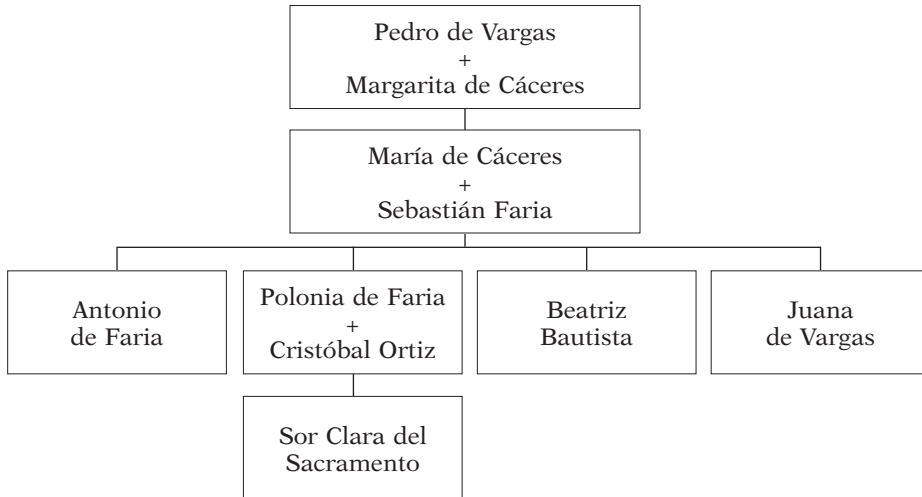 Pedro de Vargas
+
Margarita de Cáceres
María de Cáceres
+
Sebastián Faria
Antonio
de Faria
Polonia de Faria
+
Cristóbal Ortiz
Beatriz
Bautista
Juana
de Vargas
Sor Clara del
Sacramento